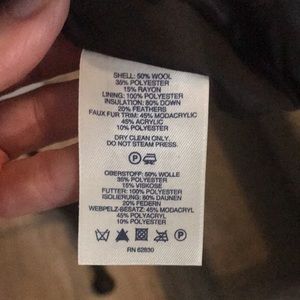 SHELL: 50% WOOL
35% POLYESTER
15% RAYON
LINING: 100% POLYESTER
INSULATION: 80% DOWN
20% FEATHERS
FAUX FUR TRIM: 45% MODACRYLIC
45% ACRYLIC
10% POLYESTER
DRY CLEAN ONLY.
DO NOT STEAM PRESS.
P
OBERSTOFF: 50% WOLLE
35% POLYESTER
15% VISKOSE
FUTTER: 100% POLYESTER
ISOLIERUNG: 80% DAUNEN
20% FEDERN
WEBPELZ-BESATZ: 45% MODACRYL
45% POLYACRYL
10% POLYESTER
P
RN 62830